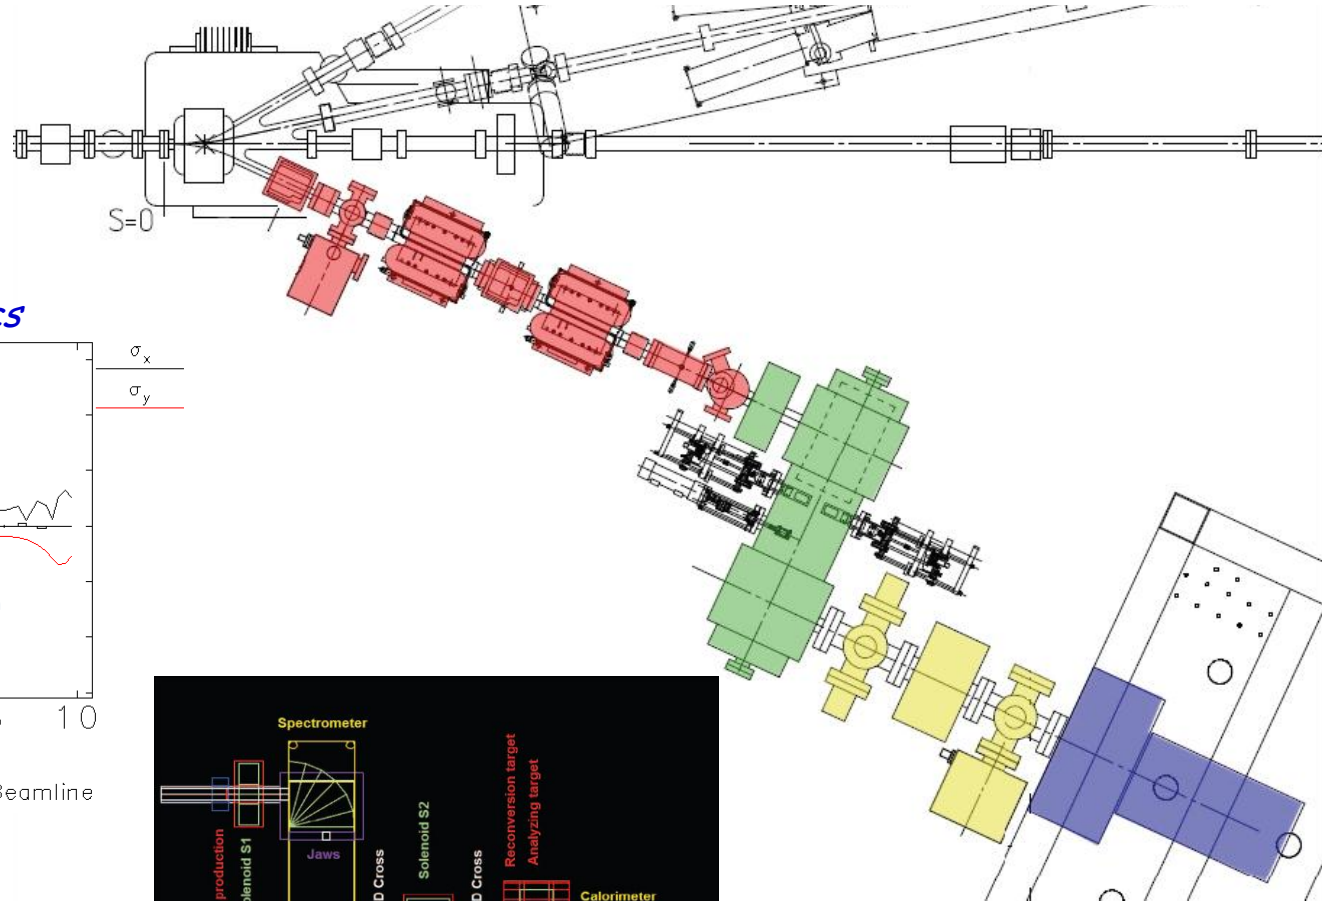 S=0
cs
σx
σy
10
Beamline
Spectrometer
production
Solenoid S1
Jaws
D Cross
Solenoid S2
D Cross
Reconversion target
Analyzing target
Calorimeter